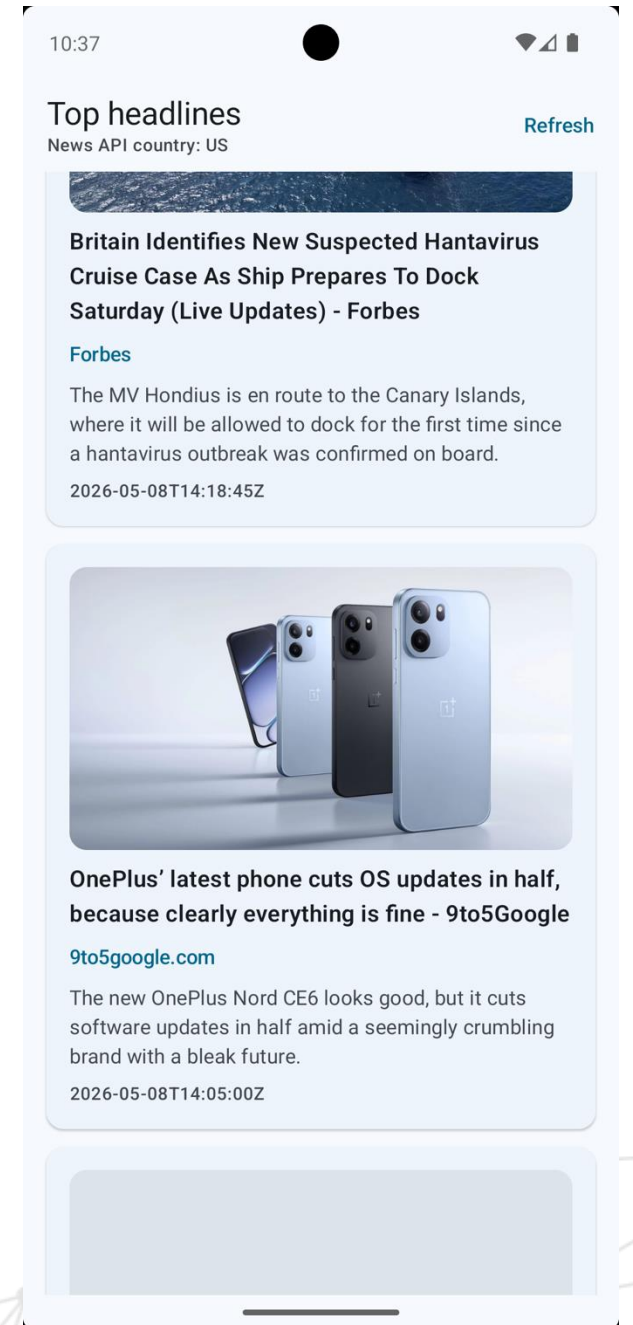 10:37
Top headlines
Refresh
News API country: US
Britain Identifies New Suspected Hantavirus
Cruise Case As Ship Prepares To Dock
Saturday (Live Updates) - Forbes
Forbes
The MV Hondius is en route to the Canary Islands,
where it will be allowed to dock for the first time since
a hantavirus outbreak was confirmed on board.
2026-05-08T14:18:45Z
OnePlus’ latest phone cuts OS updates in half,
because clearly everything is fine - 9to5Google
9to5google.com
The new OnePlus Nord CE6 looks good, but it cuts
software updates in half amid a seemingly crumbling
brand with a bleak future.
2026-05-08T14:05:00Z